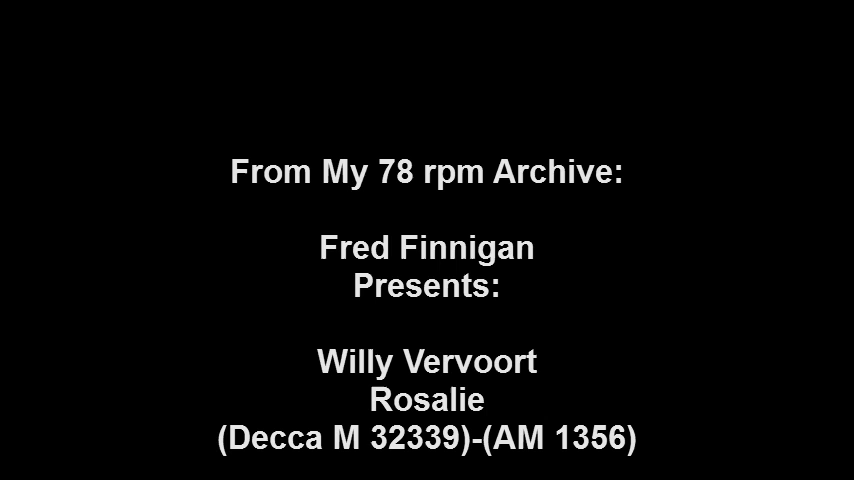 From My 78 rpm Archive:
Fred Finnigan
Presents:
Willy Vervoort
Rosalie
(Decca M 32339)-(AM 1356)